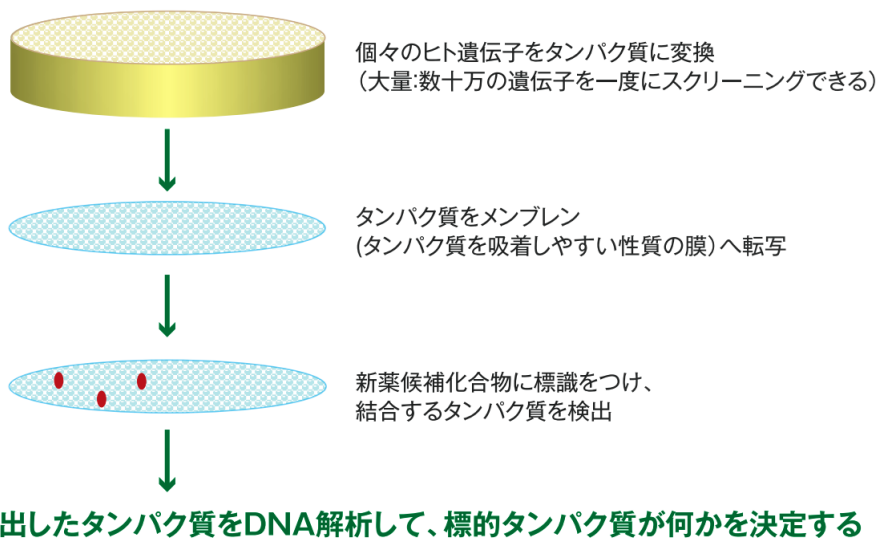 個々のヒト遺伝子をタンパク質に変換
（大量:数十万の遺伝子を一度にスクリーニングできる）
タンパク質をメンブレン
(タンパク質を吸着しやすい性質の膜）へ転写
新薬候補化合物に標識をつけ、
結合するタンパク質を検出
出したタンパク質をDNA解析して、標的タンパク質が何かを決定する